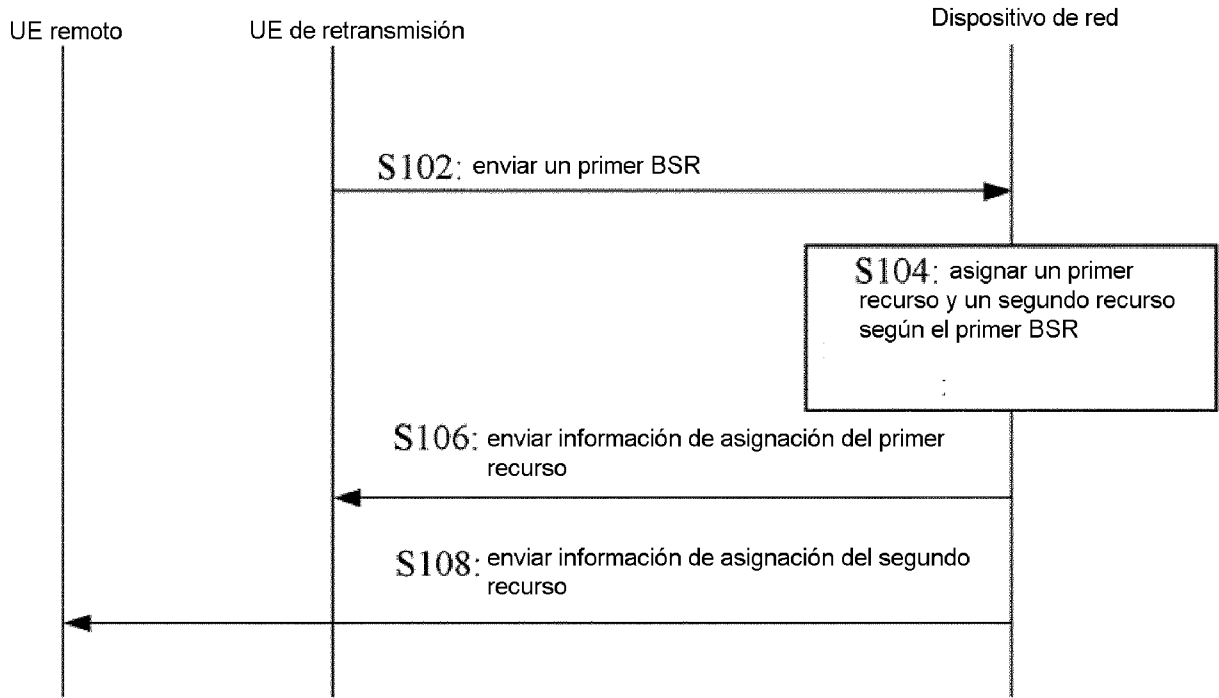 UE remoto
UE de retransmisión
Dispositivo de red
S102: enviar un primer BSR
S104: asignar un primer
recurso y un segundo recurso
según el primer BSR
S106: enviar información de asignación del primer
recurso
S108: enviar información de asignación del segundo
recurso